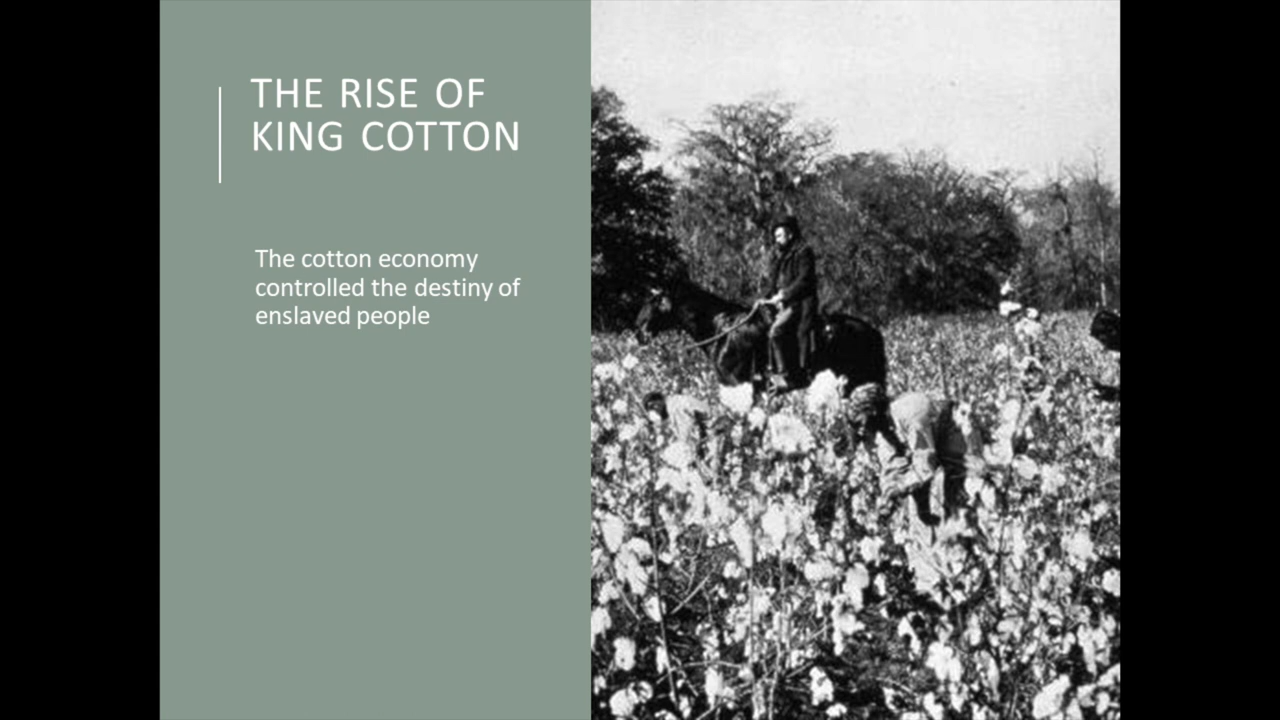 THE RISE OF
KING COTTON
The cotton economy
controlled the destiny of
enslaved people